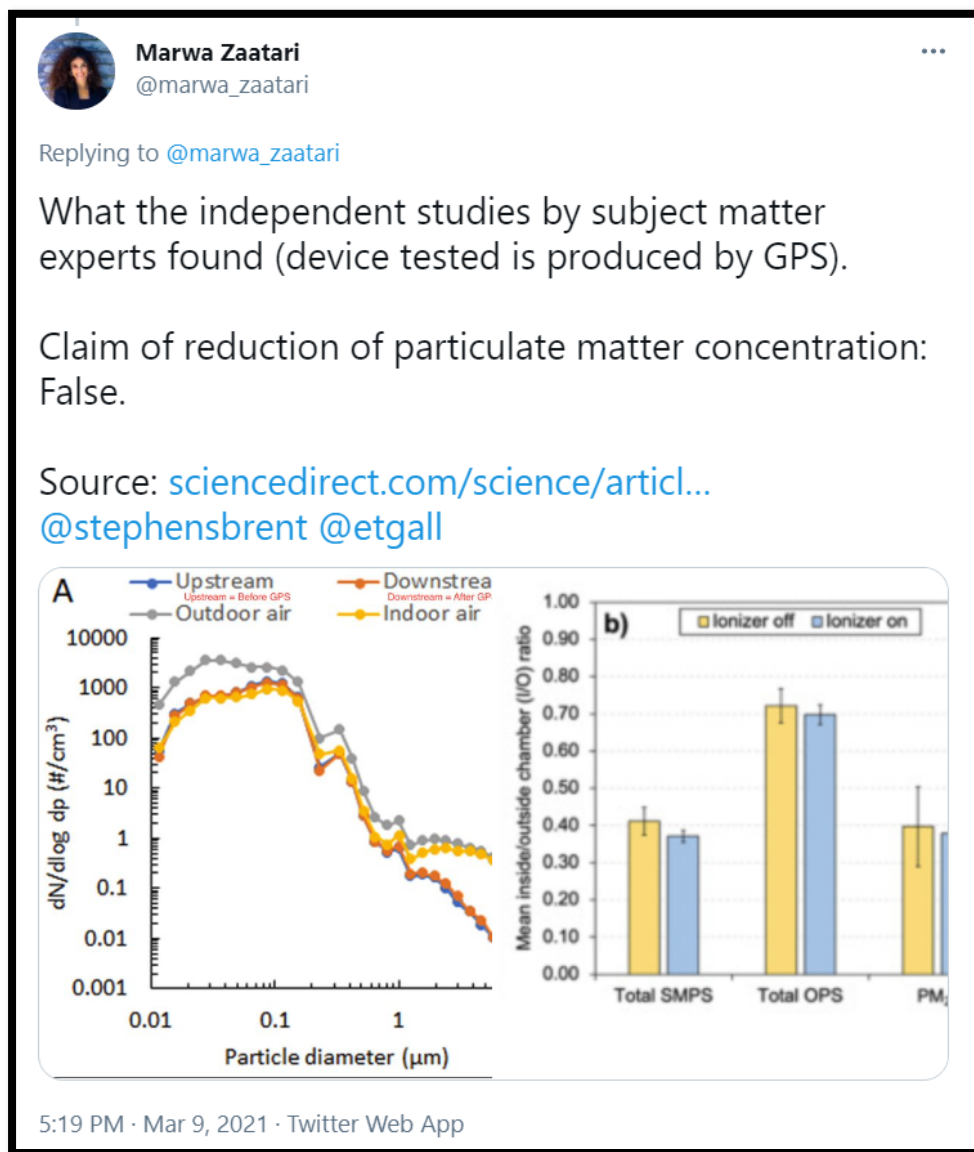 Marwa Zaatari
@marwa_zaatari
Replying to @marwa_zaatari
What the independent studies by subject matter
experts found (device tested is produced by GPS).
Claim of reduction of particulate matter concentration:
False.
Source: sciencedirect.com/science/articl...
@stephensbrent @etgall
A
Upstream
Upstream = Before GPS
Downstrea
Downstream = After GP
Outdoor air
Indoor air
10000
1000
100
10
1
0.1
0.01
0.001
dN/dlog dp (#/cm³)
0.01
0.1
1
Particle diameter (µm)
b)
Ionizer off
Ionizer on
1.00
0.90
0.80
0.70
0.60
0.50
0.40
0.30
0.20
0.10
0.00
Mean inside/outside chamber (I/O) ratio
Total SMPS
Total OPS
PM₂
5:19 PM · Mar 9, 2021 · Twitter Web App